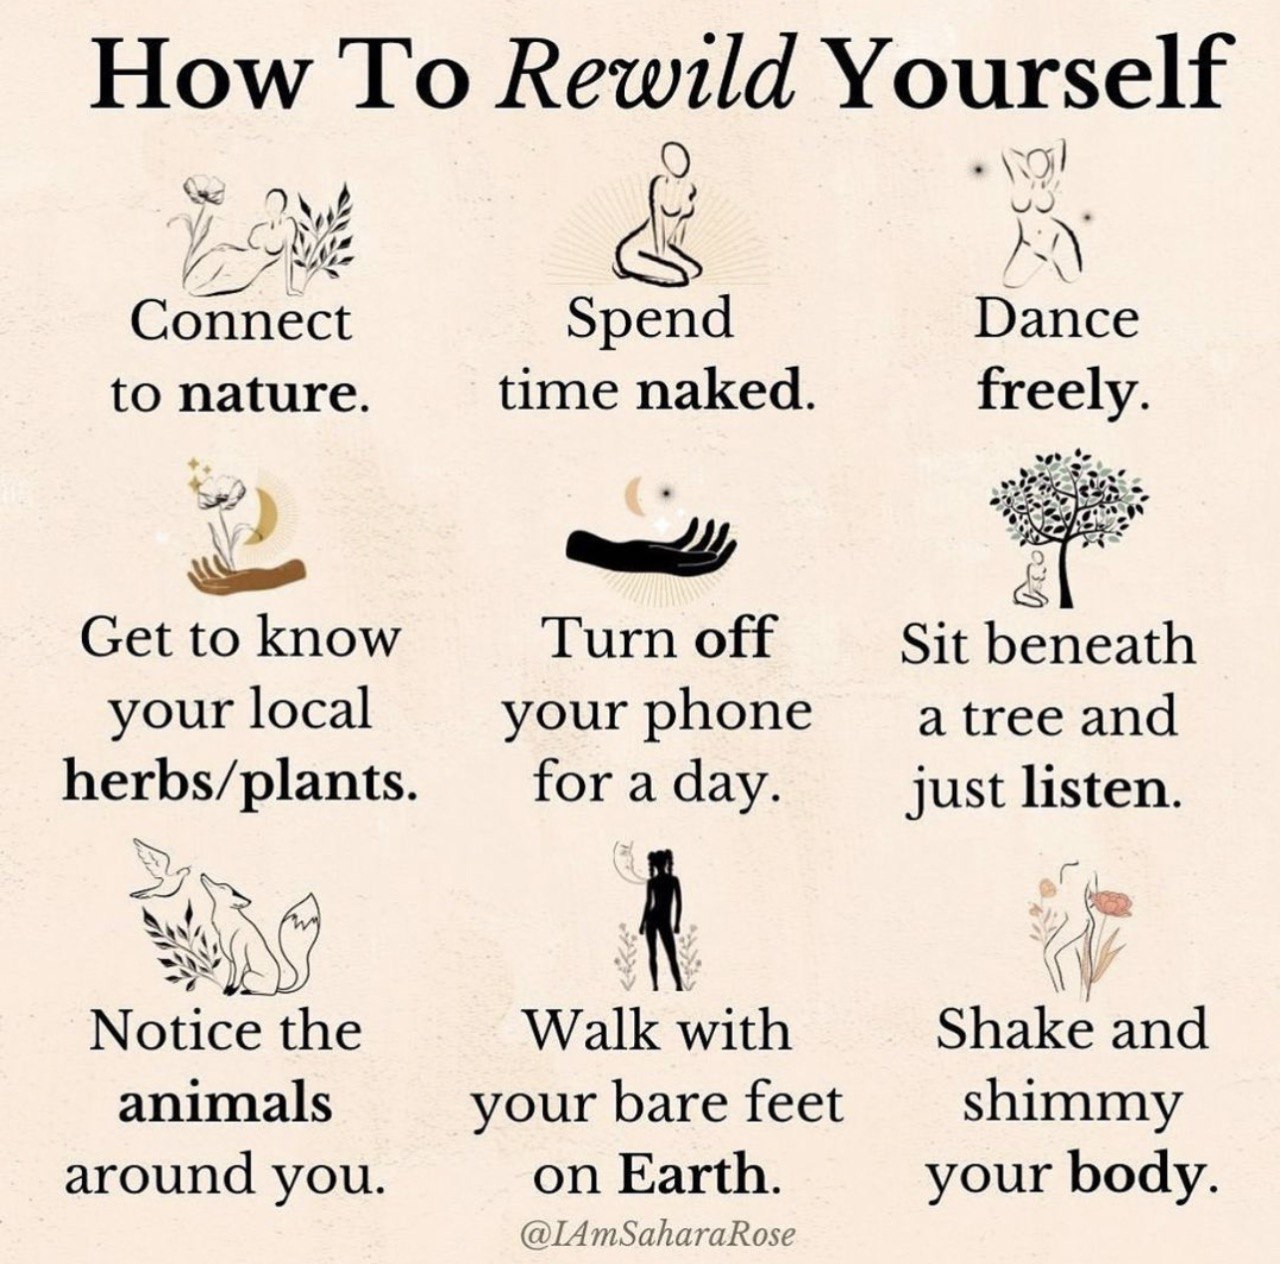 How To Rewild Yourself
Connect
to nature.
Spend
time naked.
Dance
freely.
Get to know
your local
herbs/plants.
Turn off
your phone
for a day.
Sit beneath
a tree and
just listen.
Notice the
animals
around you.
Walk with
your bare feet
on Earth.
Shake and
shimmy
your body.
@IAmSaharaRose